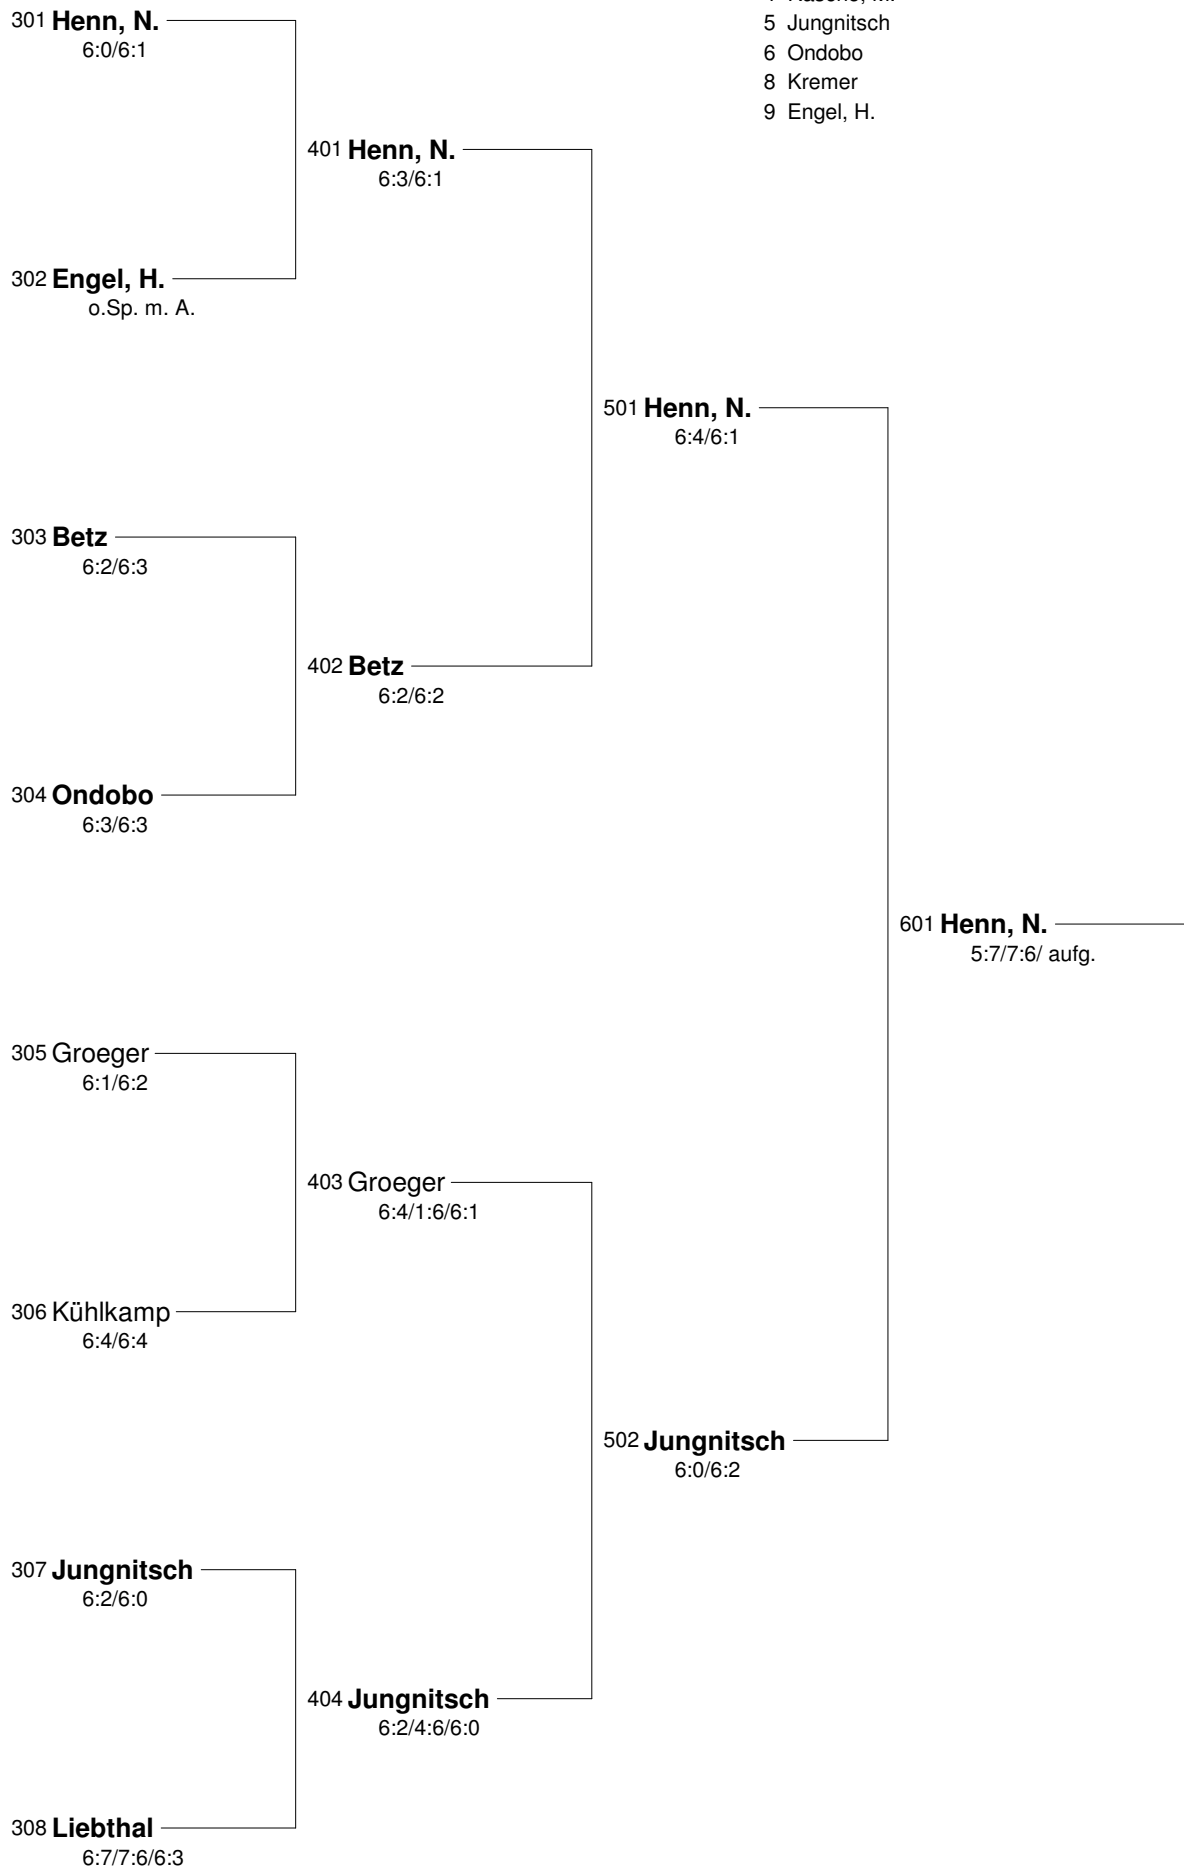 301 Henn, N.
6:0/6:1
5 Jungnitsch
6 Ondobo
8 Kremer
9 Engel, H.
401 Henn, N.
6:3/6:1
302 Engel, H.
o.Sp. m. A.
501 Henn, N.
6:4/6:1
303 Betz
6:2/6:3
402 Betz
6:2/6:2
304 Ondobo
6:3/6:3
601 Henn, N.
5:7/7:6/ aufg.
305 Groeger
6:1/6:2
403 Groeger
6:4/1:6/6:1
306 Kühlkamp
6:4/6:4
502 Jungnitsch
6:0/6:2
307 Jungnitsch
6:2/6:0
404 Jungnitsch
6:2/4:6/6:0
308 Liebthal
6:7/7:6/6:3